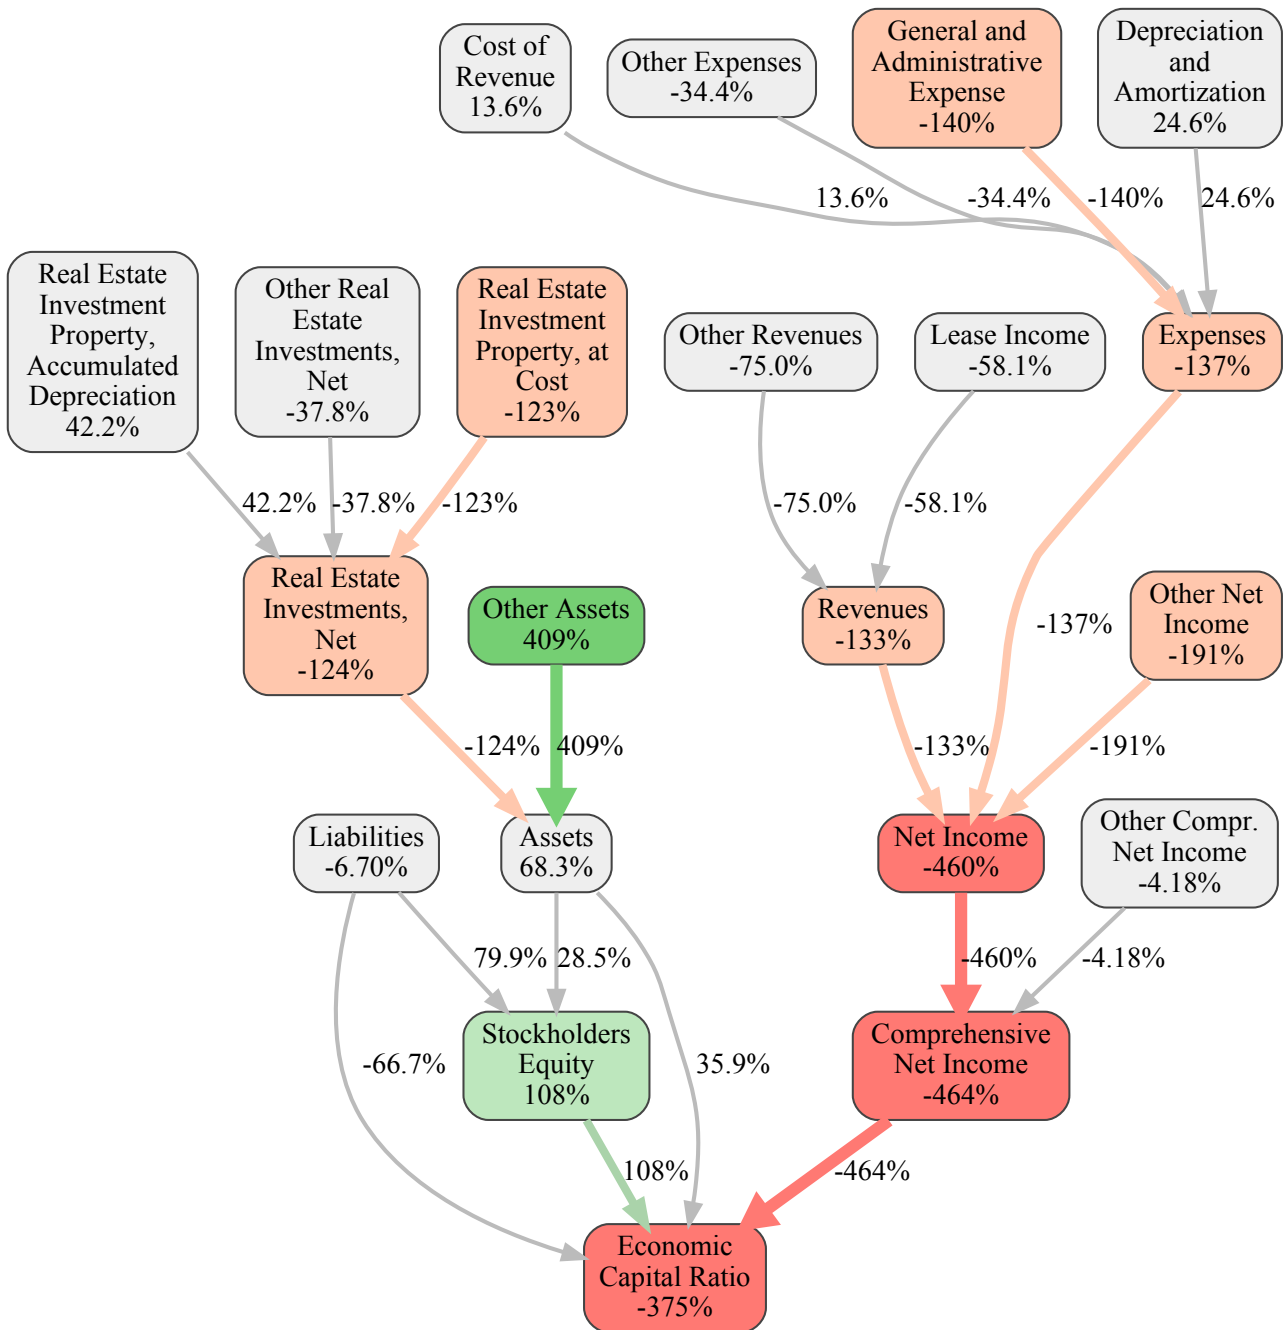 Cost of
Revenue
13.6%
Other Expenses
-34.4%
General and
Administrative
Expense
-140%
Depreciation
and
Amortization
24.6%
13.6%
-34.4%
-140%
24.6%
Real Estate
Investment
Property,
Accumulated
Depreciation
42.2%
Other Real
Estate
Investments,
Net
-37.8%
Real Estate
Investment
Property, at
Cost
-123%
Other Revenues
-75.0%
Lease Income
-58.1%
Expenses
-137%
42.2%
-37.8%
-123%
-75.0%
-58.1%
Real Estate
Investments,
Net
-124%
Other Assets
409%
Revenues
-133%
-137%
Other Net
Income
-191%
-124%
409%
-133%
-191%
Liabilities
-6.70%
Assets
68.3%
Net Income
-460%
Other Compr.
Net Income
-4.18%
79.9%
28.5%
-460%
-4.18%
-66.7%
Stockholders
Equity
108%
35.9%
Comprehensive
Net Income
-464%
108%
-464%
Economic
Capital Ratio
-375%